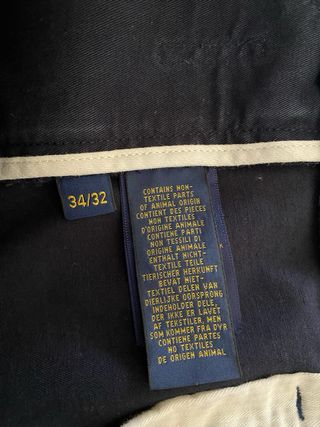 34/32
CONTAINS NON-
TEXTILE PARTS
OF ANIMAL ORIGIN
CONTIENT DES PIECES
NON TEXTILES
D'ORIGINE ANIMALE
CONTIENE PARTI
NON TESSILI DI
ORIGINE ANIMALE
ENTHÄLT NICHT-
TEXTILE TEILE
TIERISCHER HERKUNFT
BEVAT NIET-
TEXTIEL DELEN VAN
DIERLIJKE OORSPRONG
INDEHOLDER DELE,
DER IKKE ER LAVET
AF TEKSTILER, MEN
SOM KOMMER FRA DYR
CONTIENE PARTES
NO TEXTILES
DE ORIGEN ANIMAL